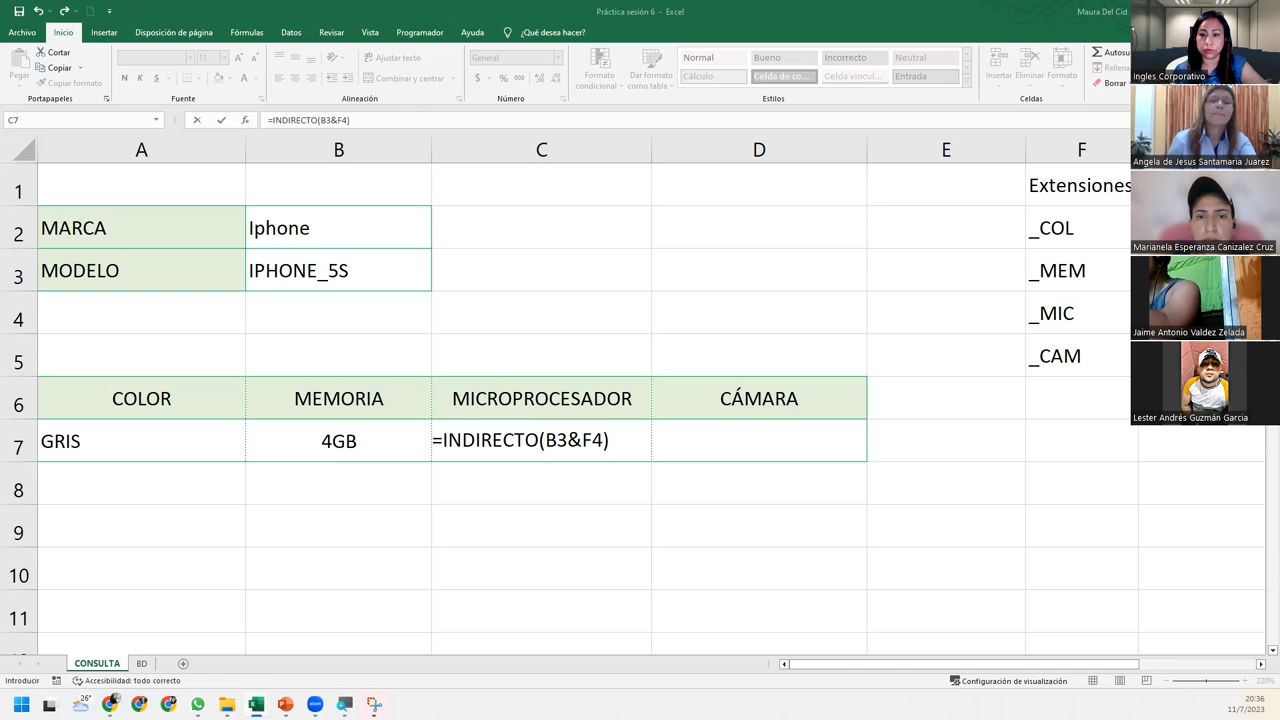 Práctica sesión 6 - Excel
Maura Del Cid
Archivo Inicio Insertar Disposición de página Fórmulas Datos Revisar Vista Programador Ayuda ¿Qué desea hacer?
Pegar
Cortar
Copiar
Copiar formato
Portapapeles
11
N K S
Fuente
Ajustar texto
Combinar y centrar
Alineación
General
Número
Formato condicional
Dar formato como tabla
Normal Bueno Incorrecto Neutral
Cálculo Celda de co... Celda vincul... Entrada
Estilos
Insertar Eliminar Formato
Celdas
Autosu
Rellena
Borrar
C7
=INDIRECTO(B3&F4)
A B C D E F
1 Extensiones
2 MARCA Iphone _COL
3 MODELO IPHONE_5S _MEM
4 _MIC
5 _CAM
6 COLOR MEMORIA MICROPROCESADOR CÁMARA
7 GRIS 4GB =INDIRECTO(B3&F4)
8
9
10
11
Ingles Corporativo
Angela de Jesus Santamaria Juarez
Marianela Esperanza Canizalez Cruz
Jaime Antonio Valdez Zelada
Lester Andrés Guzmán Garcia
CONSULTA BD
Introducir Accesibilidad: todo correcto Configuración de visualización 220%
26°
zoom
20:36
11/7/2023